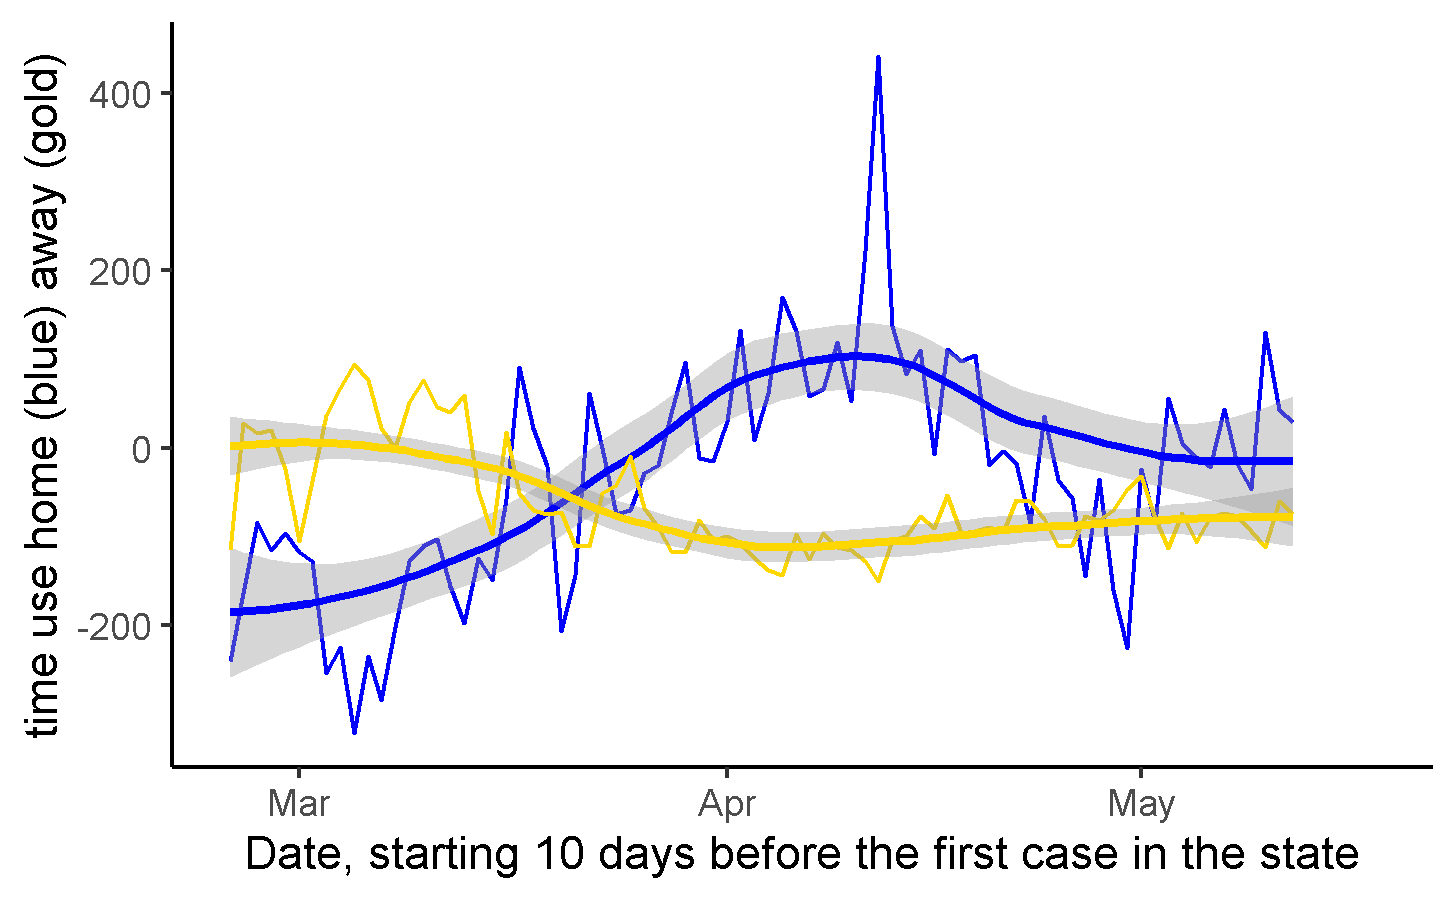 time use home (blue) away (gold)
400
200
0
-200
Mar Apr May
Date, starting 10 days before the first case in the state